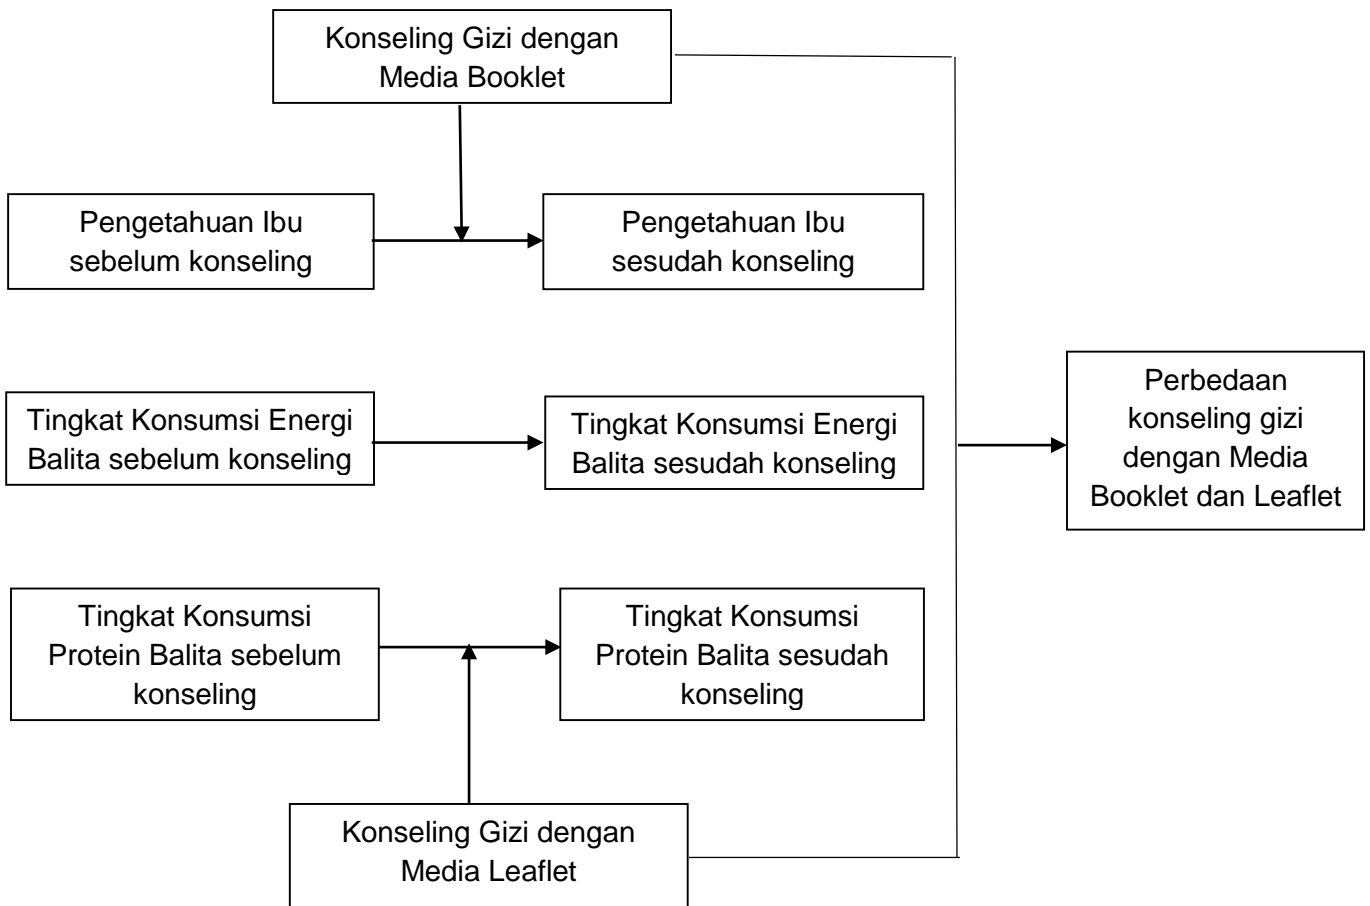 Konseling Gizi dengan
Media Booklet
Pengetahuan Ibu
sebelum konseling
Pengetahuan Ibu
sesudah konseling
Tingkat Konsumsi Energi
Balita sebelum konseling
Tingkat Konsumsi Energi
Balita sesudah konseling
Perbedaan
konseling gizi
dengan Media
Booklet dan Leaflet
Tingkat Konsumsi
Protein Balita sebelum
konseling
Tingkat Konsumsi
Protein Balita sesudah
konseling
Konseling Gizi dengan
Media Leaflet